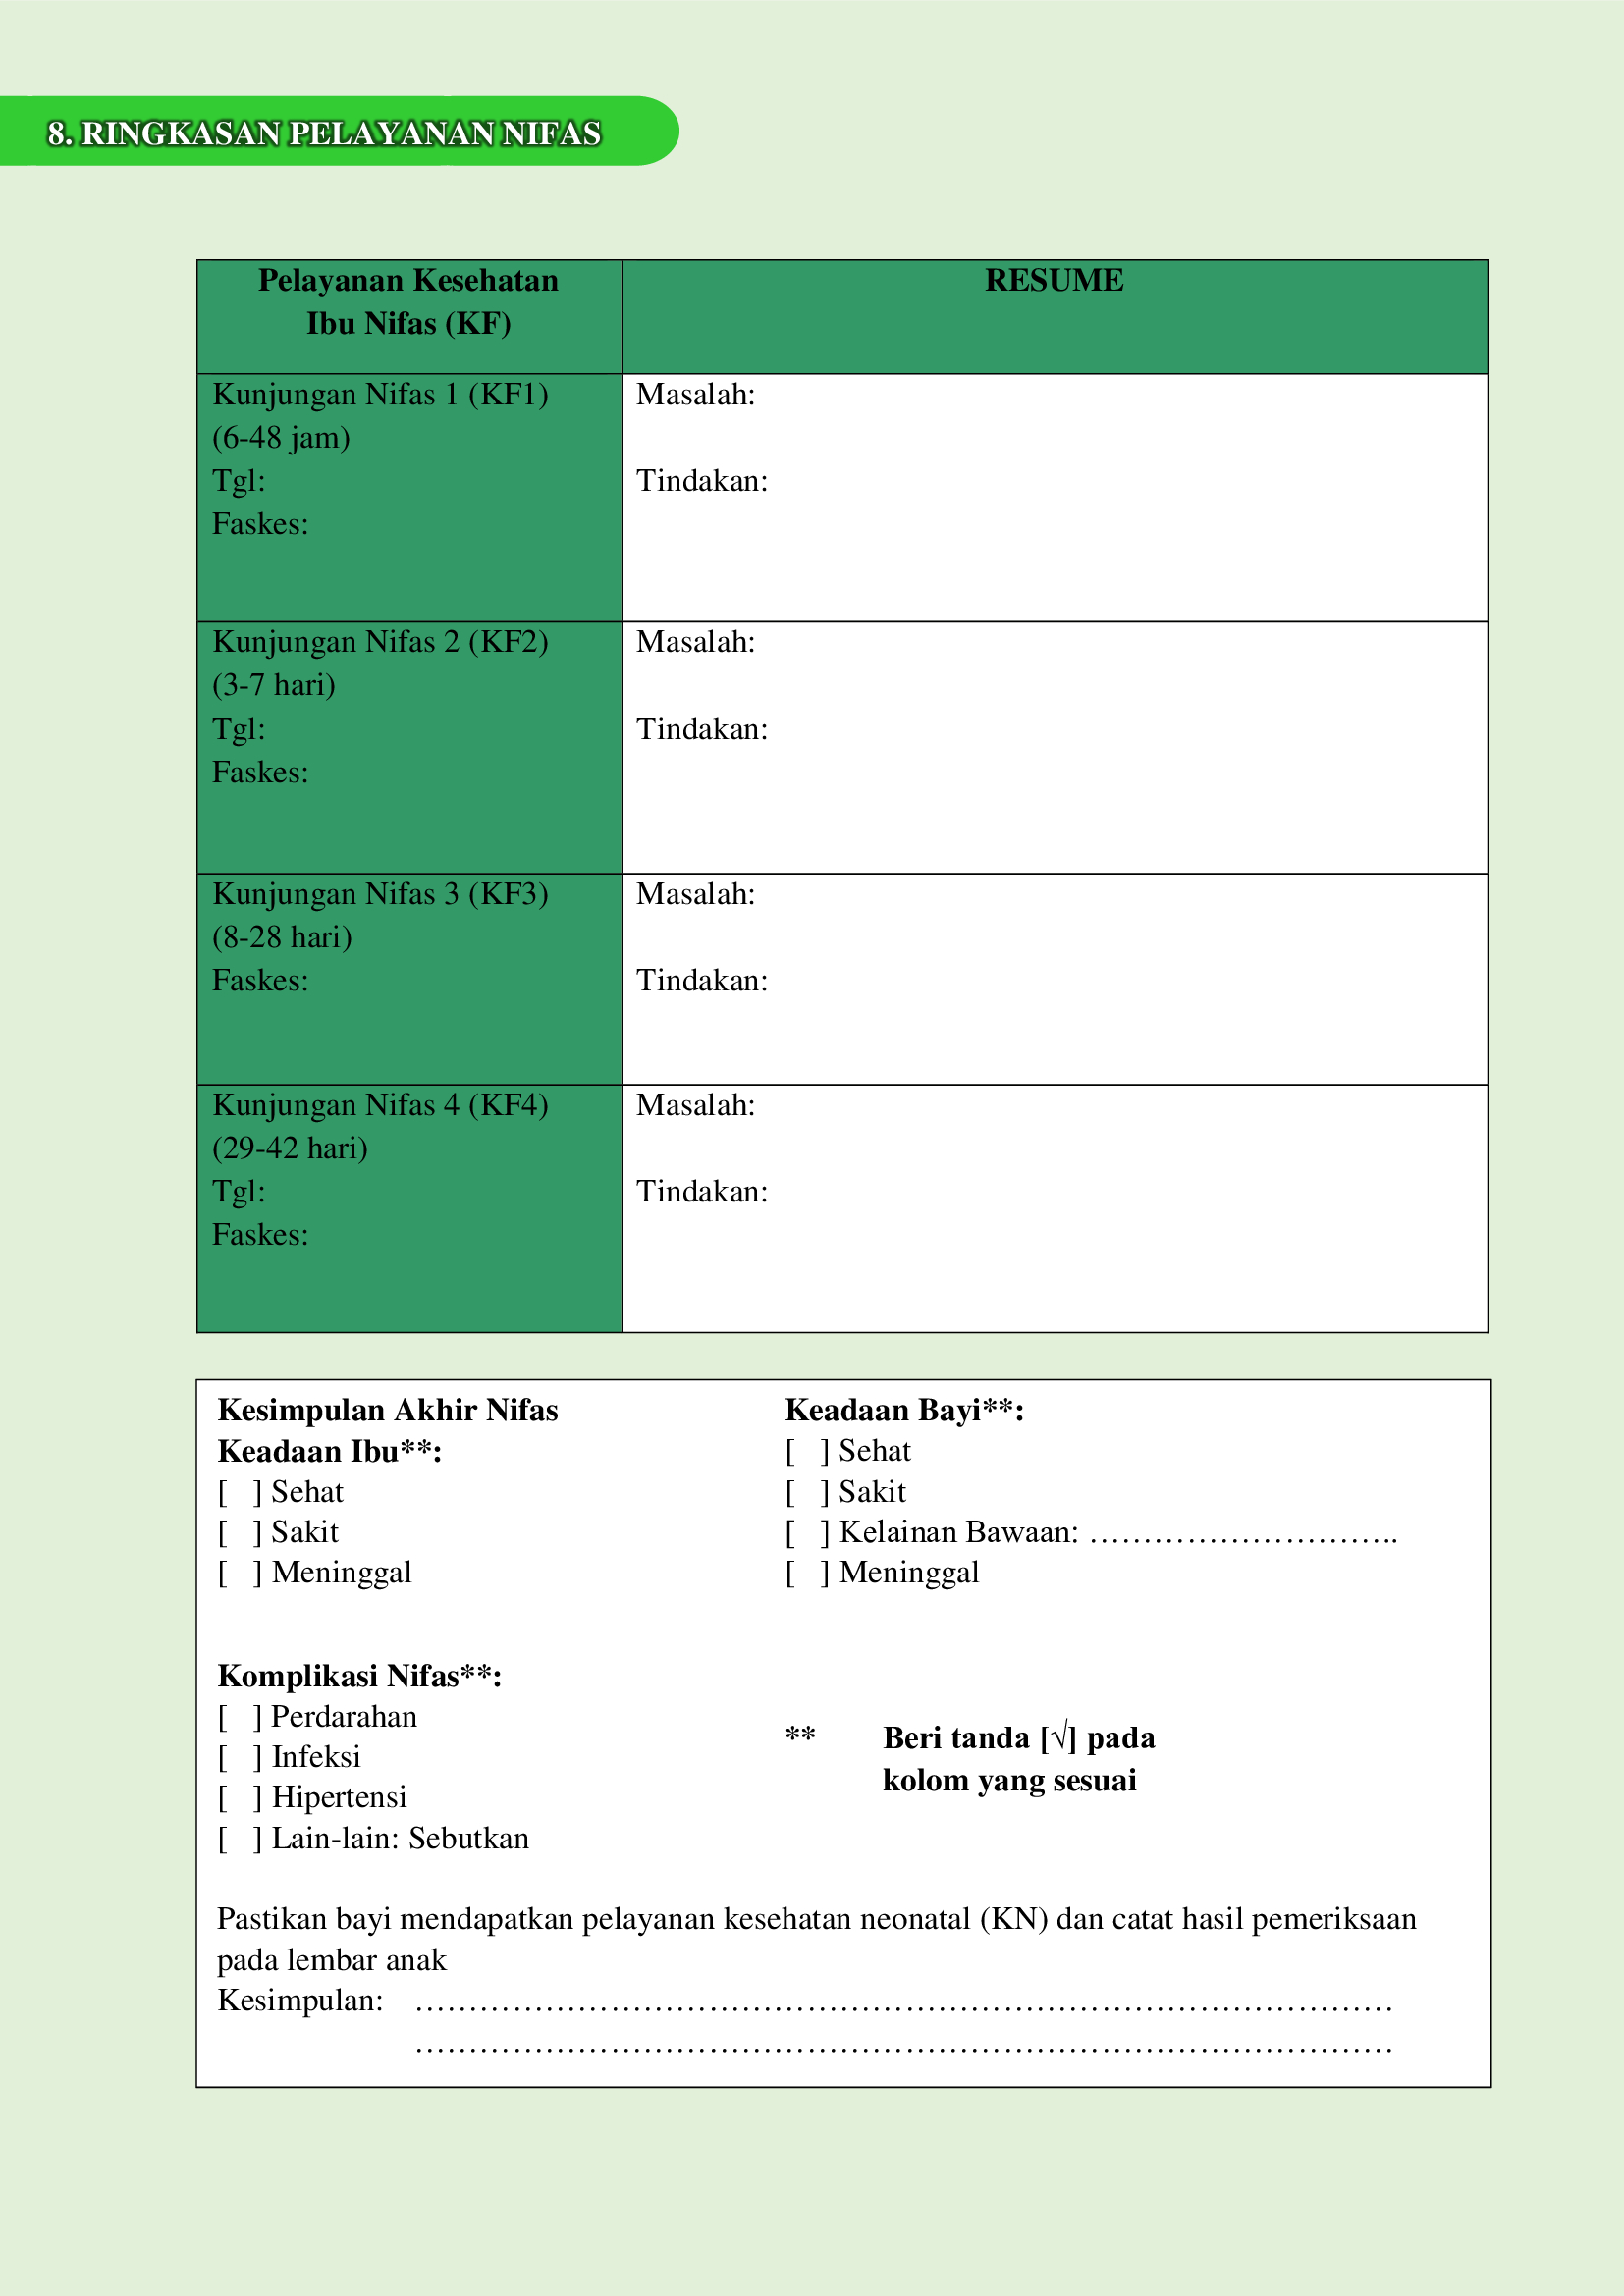 8. RINGKASAN PELAYANAN NIFAS
Pelayanan Kesehatan
Ibu Nifas (KF)
RESUME
Kunjungan Nifas 1 (KF1)
(6-48 jam)
Tgl:
Faskes:
Masalah:
Tindakan:
Kunjungan Nifas 2 (KF2)
(3-7 hari)
Tgl:
Faskes:
Masalah:
Tindakan:
Kunjungan Nifas 3 (KF3)
(8-28 hari)
Faskes:
Masalah:
Tindakan:
Kunjungan Nifas 4 (KF4)
(29-42 hari)
Tgl:
Faskes:
Masalah:
Tindakan:
Kesimpulan Akhir Nifas
Keadaan Ibu**:
[ ] Sehat
[ ] Sakit
[ ] Meninggal
Keadaan Bayi**:
[ ] Sehat
[ ] Sakit
[ ] Kelainan Bawaan: ………………………..
[ ] Meninggal
Komplikasi Nifas**:
[ ] Perdarahan
[ ] Infeksi
[ ] Hipertensi
[ ] Lain-lain: Sebutkan
** Beri tanda [√] pada
kolom yang sesuai
Pastikan bayi mendapatkan pelayanan kesehatan neonatal (KN) dan catat hasil pemeriksaan
pada lembar anak
Kesimpulan: ………………………………………………………………………………
………………………………………………………………………………